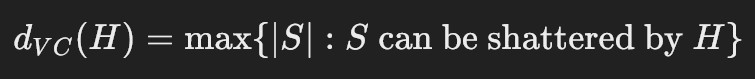 d_{VC}(H) = max{|S| : S can be shattered by H}